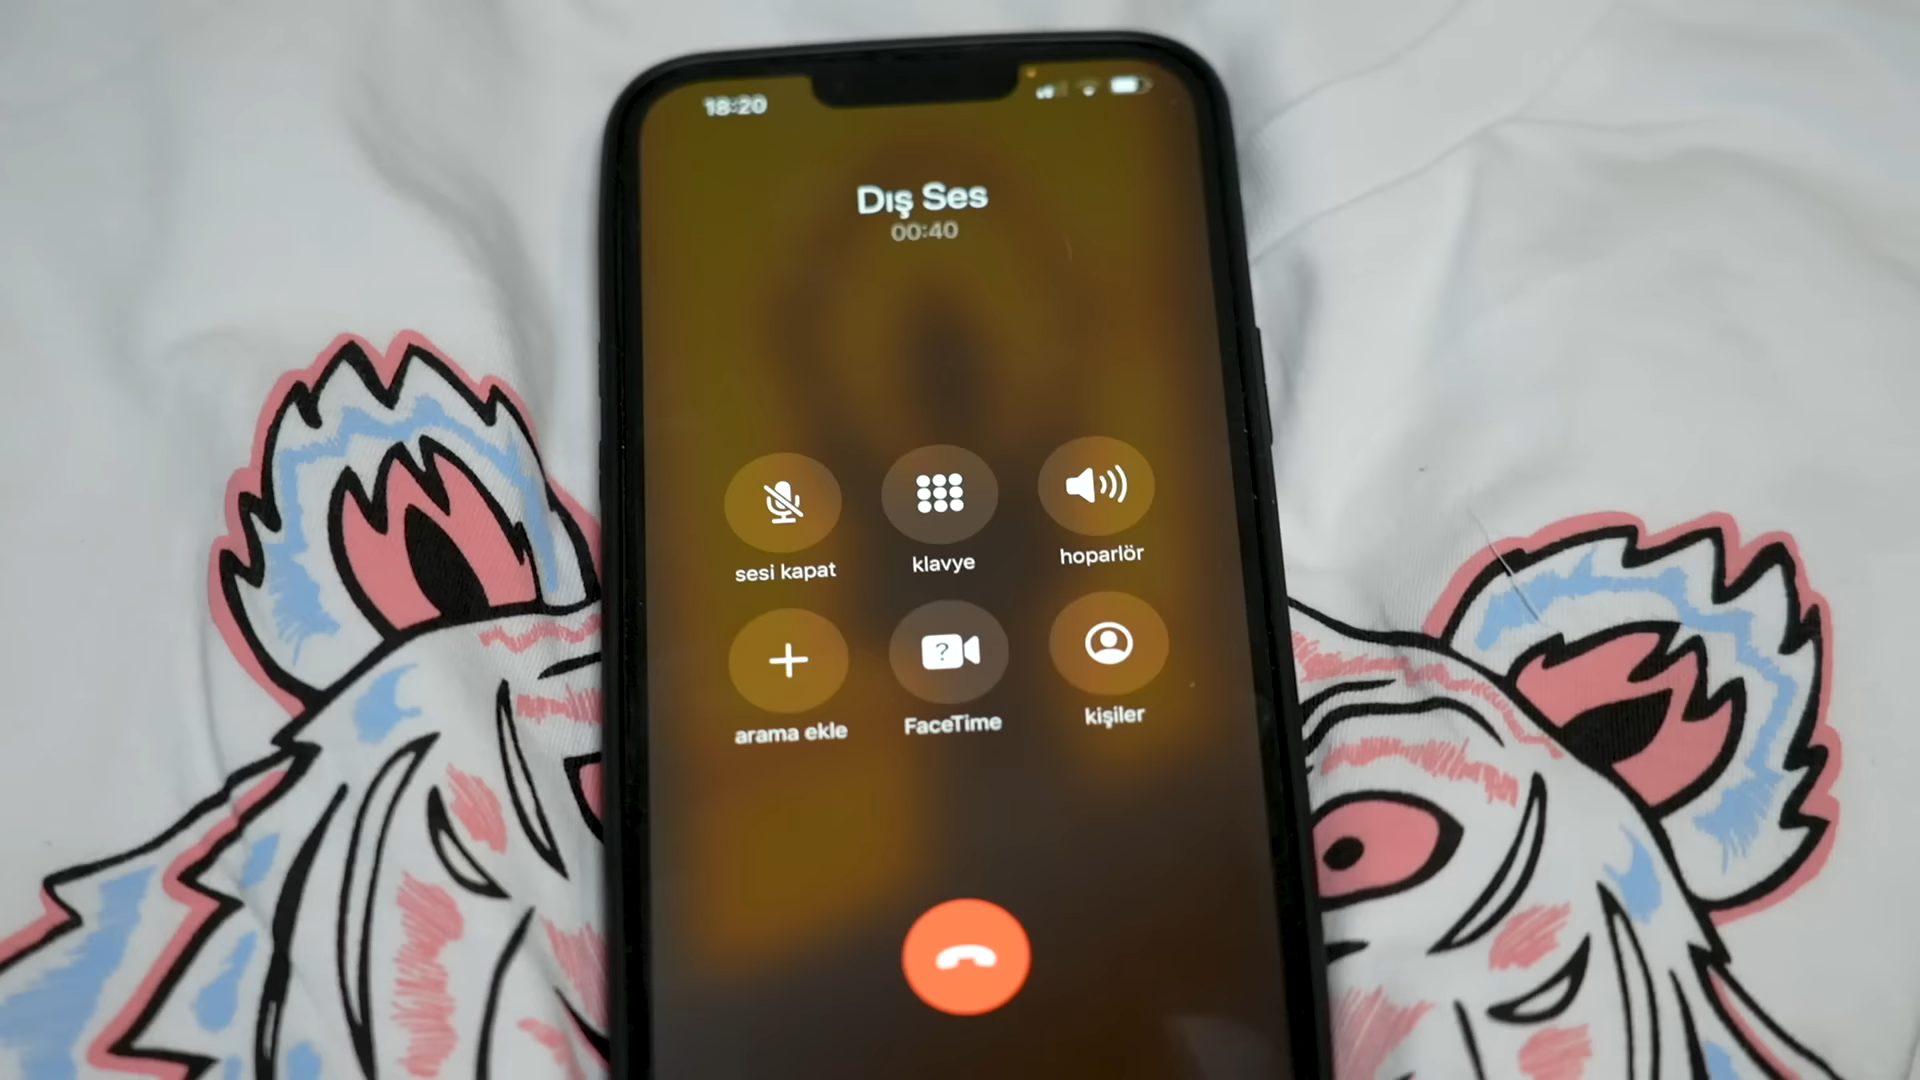 18:20
Dış Ses
00:40
sesi kapat
klavye
hoparlör
arama ekle
FaceTime
kişiler